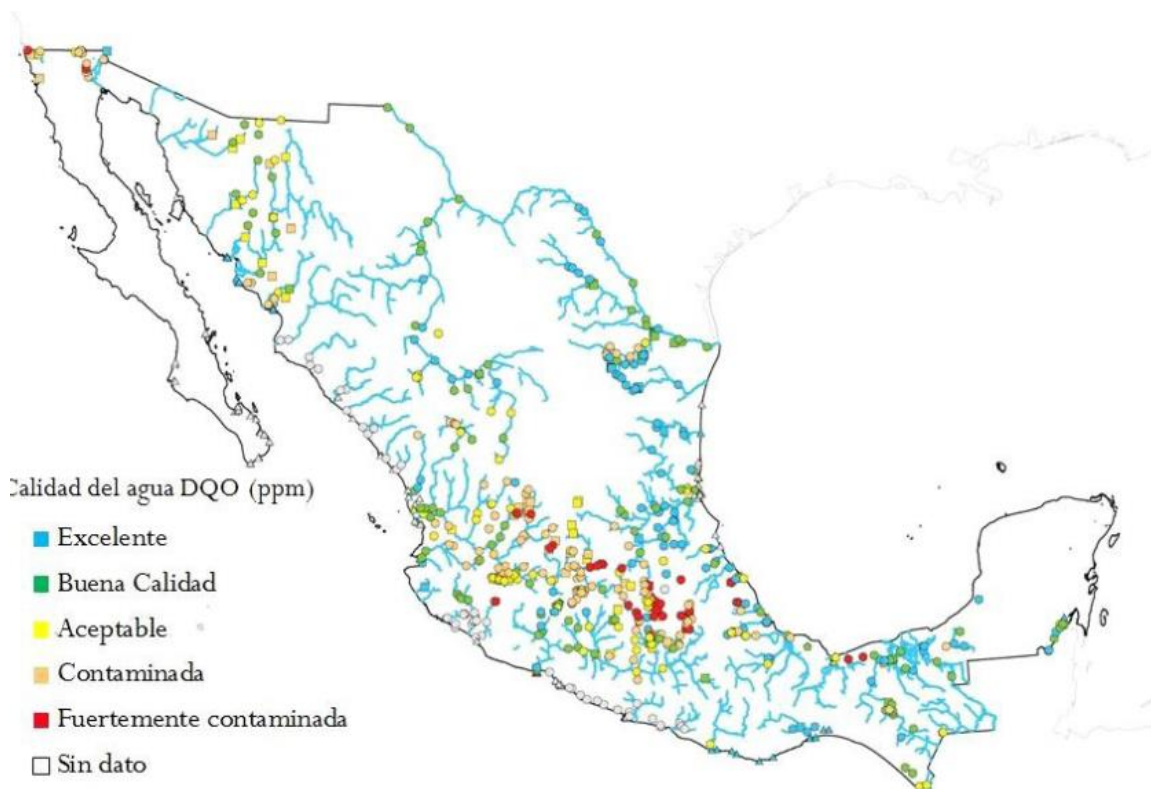 Calidad del agua DQO (ppm)
Excelente
Buena Calidad
Aceptable
Contaminada
Fuertemente contaminada
Sin dato